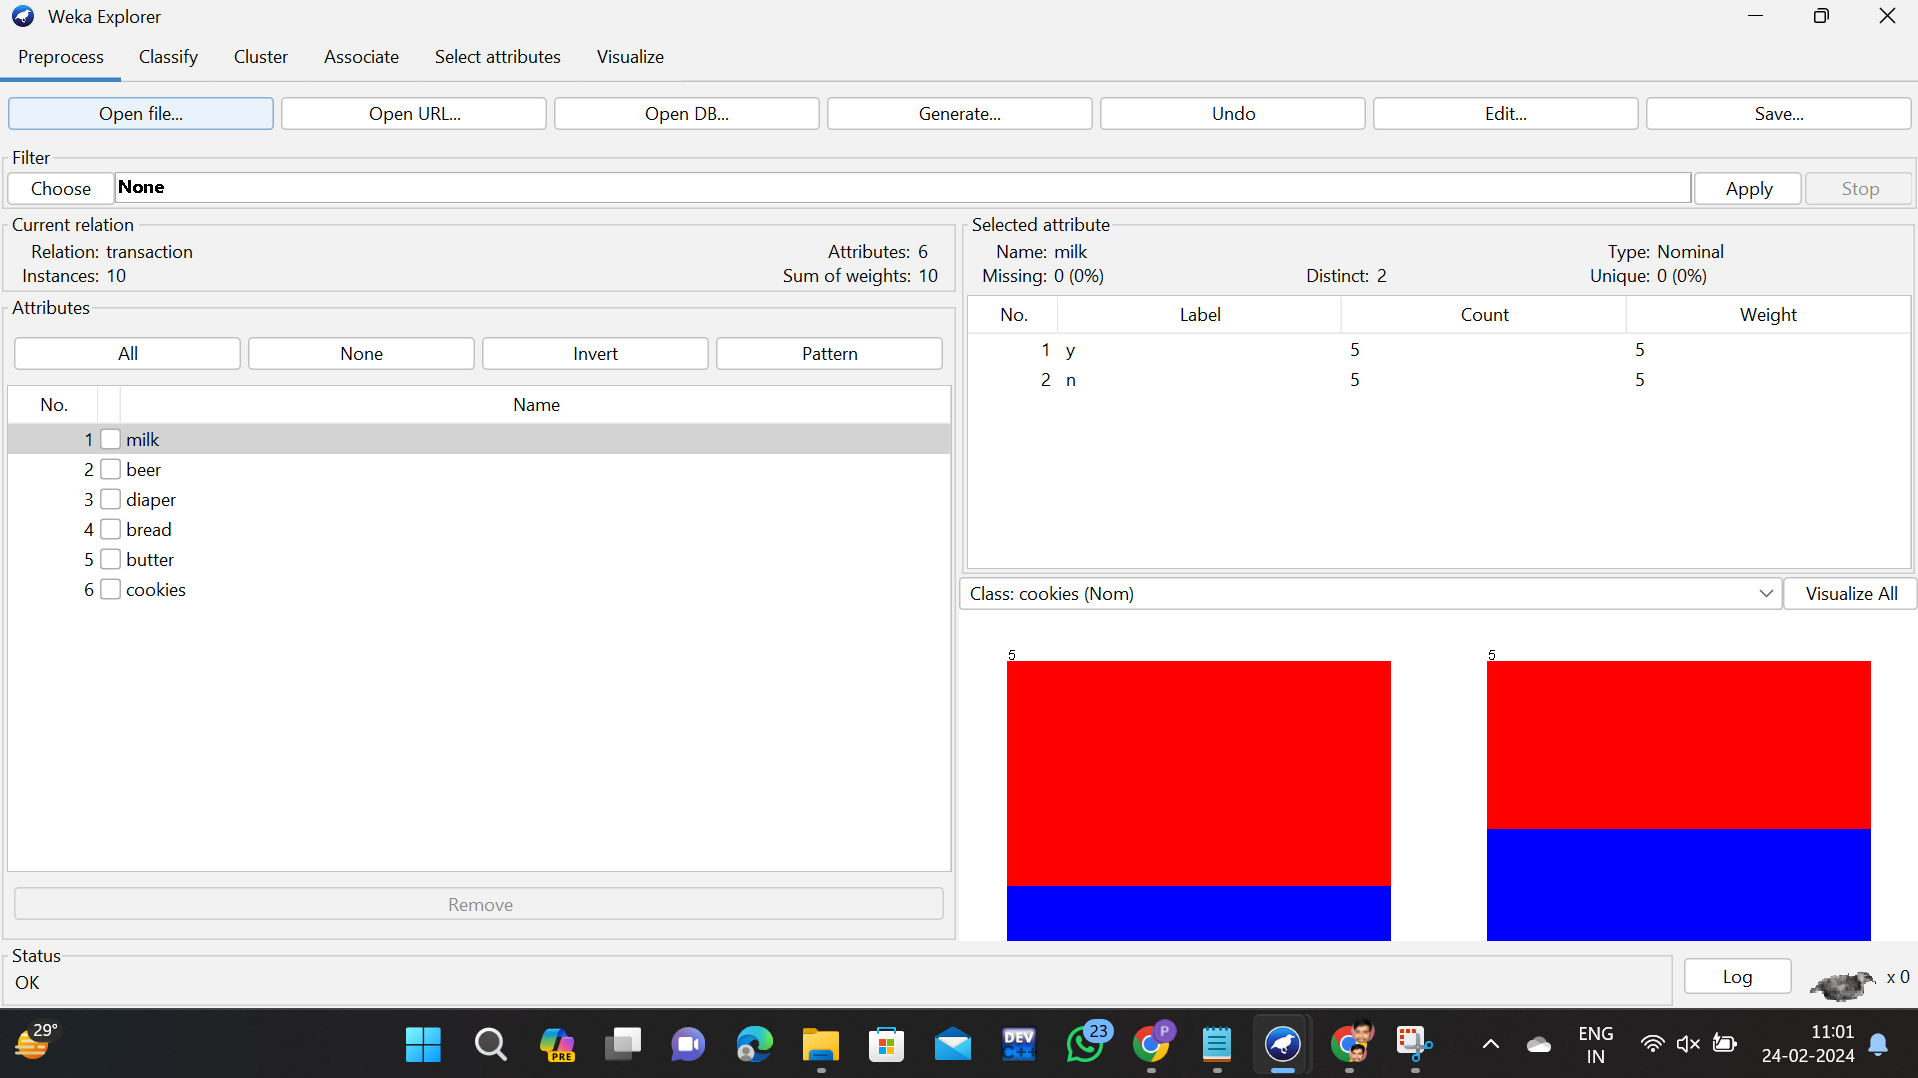 Weka Explorer
Preprocess Classify Cluster Associate Select attributes Visualize
Open file... Open URL... Open DB... Generate... Undo Edit... Save...
Filter
Choose None Apply Stop
Current relation
Relation: transaction Attributes: 6
Instances: 10 Sum of weights: 10
Selected attribute
Name: milk Type: Nominal
Missing: 0 (0%) Distinct: 2 Unique: 0 (0%)
No. Label Count Weight
1 y 5 5
2 n 5 5
Attributes
All None Invert Pattern
No. Name
1 milk
2 beer
3 diaper
4 bread
5 butter
6 cookies
Remove
Class: cookies (Nom) Visualize All
5 5
Status
OK
Log x 0
29°
PRE
DEV
C++
23
P
ENG
IN
11:01
24-02-2024